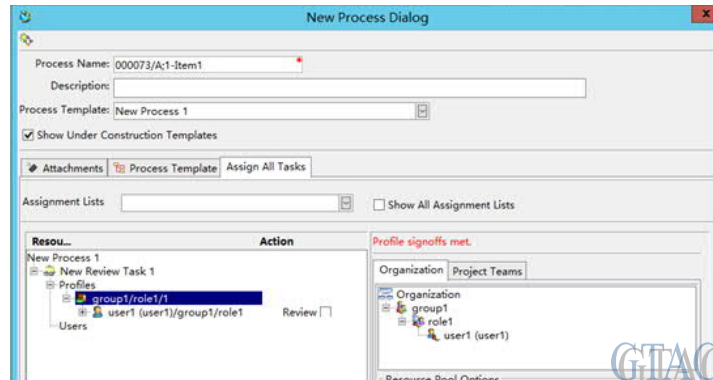 New Process Dialog
Process Name: 000073/A;1-Item1 *
Description:
Process Template: New Process 1
Show Under Construction Templates
Attachments Process Template Assign All Tasks
Assignment Lists Show All Assignment Lists
Resou... Action
New Process 1
New Review Task 1
Profiles
group1/role1/1
user1 (user1)/group1/role1 Review
Users
Profile signoffs met.
Organization Project Teams
Organization
group1
role1
user1 (user1)
Resource Pool Options
GTAC